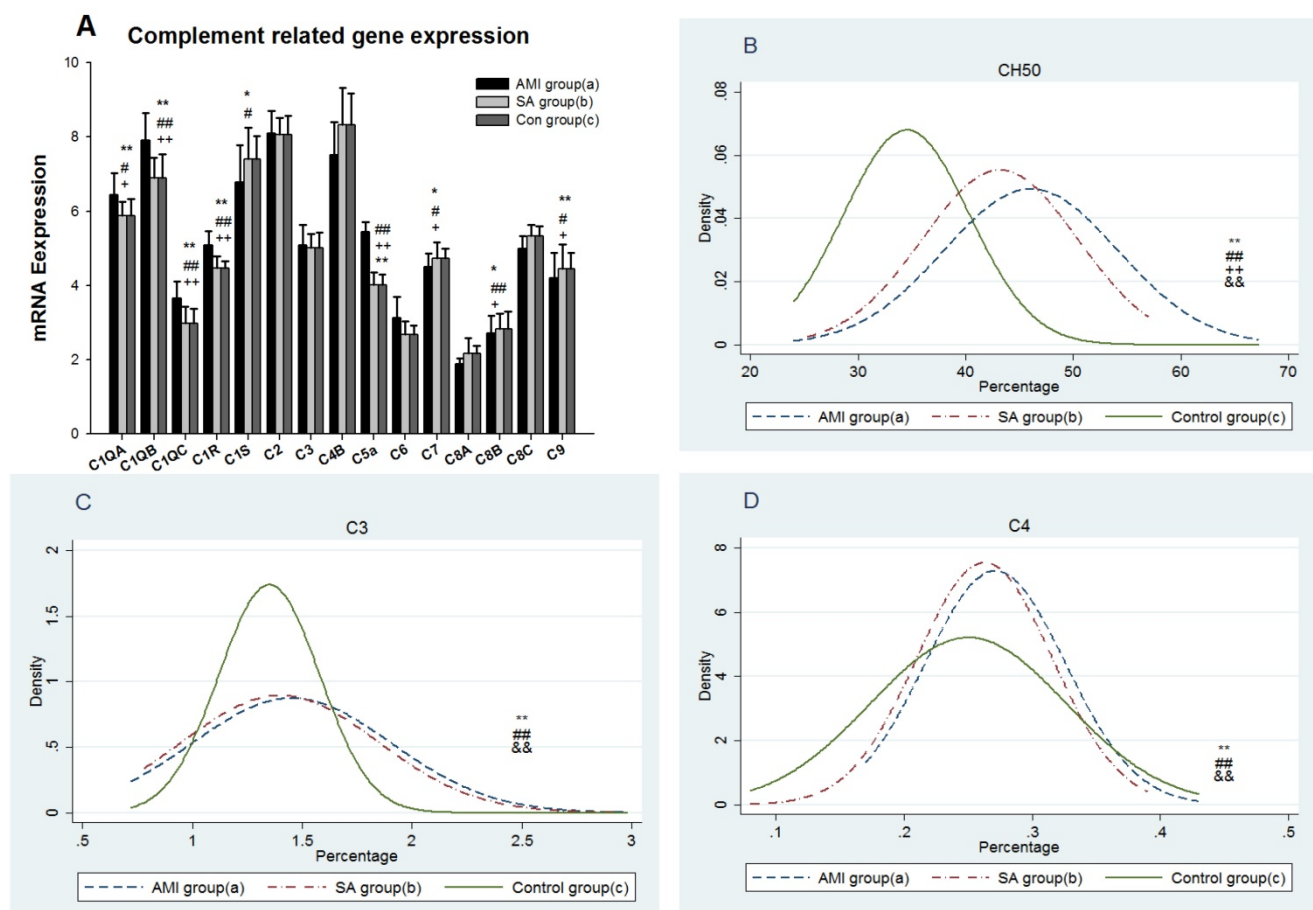 A Complement related gene expression
mRNA Eexpression
10
8
6
4
2
0
AMI group(a)
SA group(b)
Con group(c)
**
#
+
**
##
++
**
##
++
**
##
++
*
#
##
++
**
*
#
+
*
##
+
**
#
+
C1QA C1QB C1QC C1R C1S C2 C3 C4B C5a C6 C7 C8A C8B C8C C9
B
CH50
Density
.08
.06
.04
.02
0
**
##
++
&&
20 30 40 50 60 70
Percentage
AMI group(a) SA group(b) Control group(c)
C
C3
Density
2
1.5
1
.5
0
**
##
&&
.5 1 1.5 2 2.5 3
Percentage
AMI group(a) SA group(b) Control group(c)
D
C4
Density
8
6
4
2
0
**
##
&&
.1 .2 .3 .4 .5
Percentage
AMI group(a) SA group(b) Control group(c)